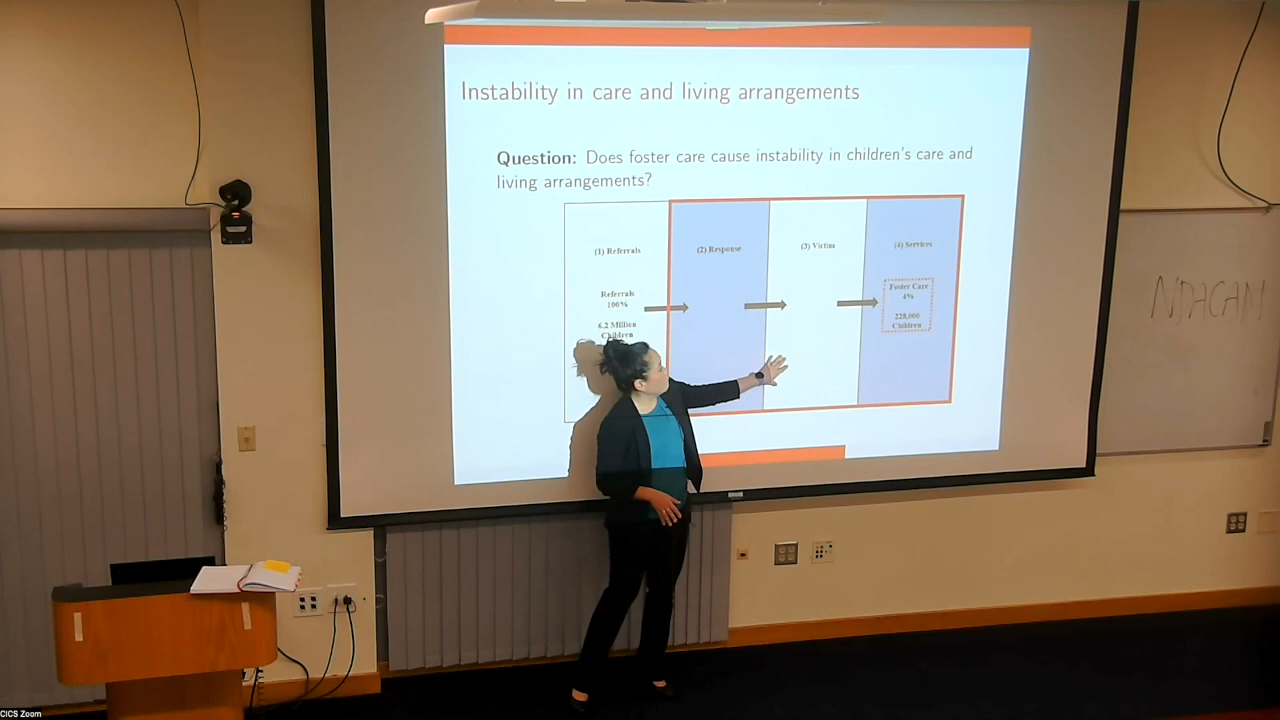 Instability in care and living arrangements
Question: Does foster care cause instability in children's care and
living arrangements?
(1) Referrals
(2) Response
(3) Victim
(4) Services
Referrals
100%
6.2 Million
Children
Foster Care
4%
228,000
Children
NDACAN
CICS Zoom